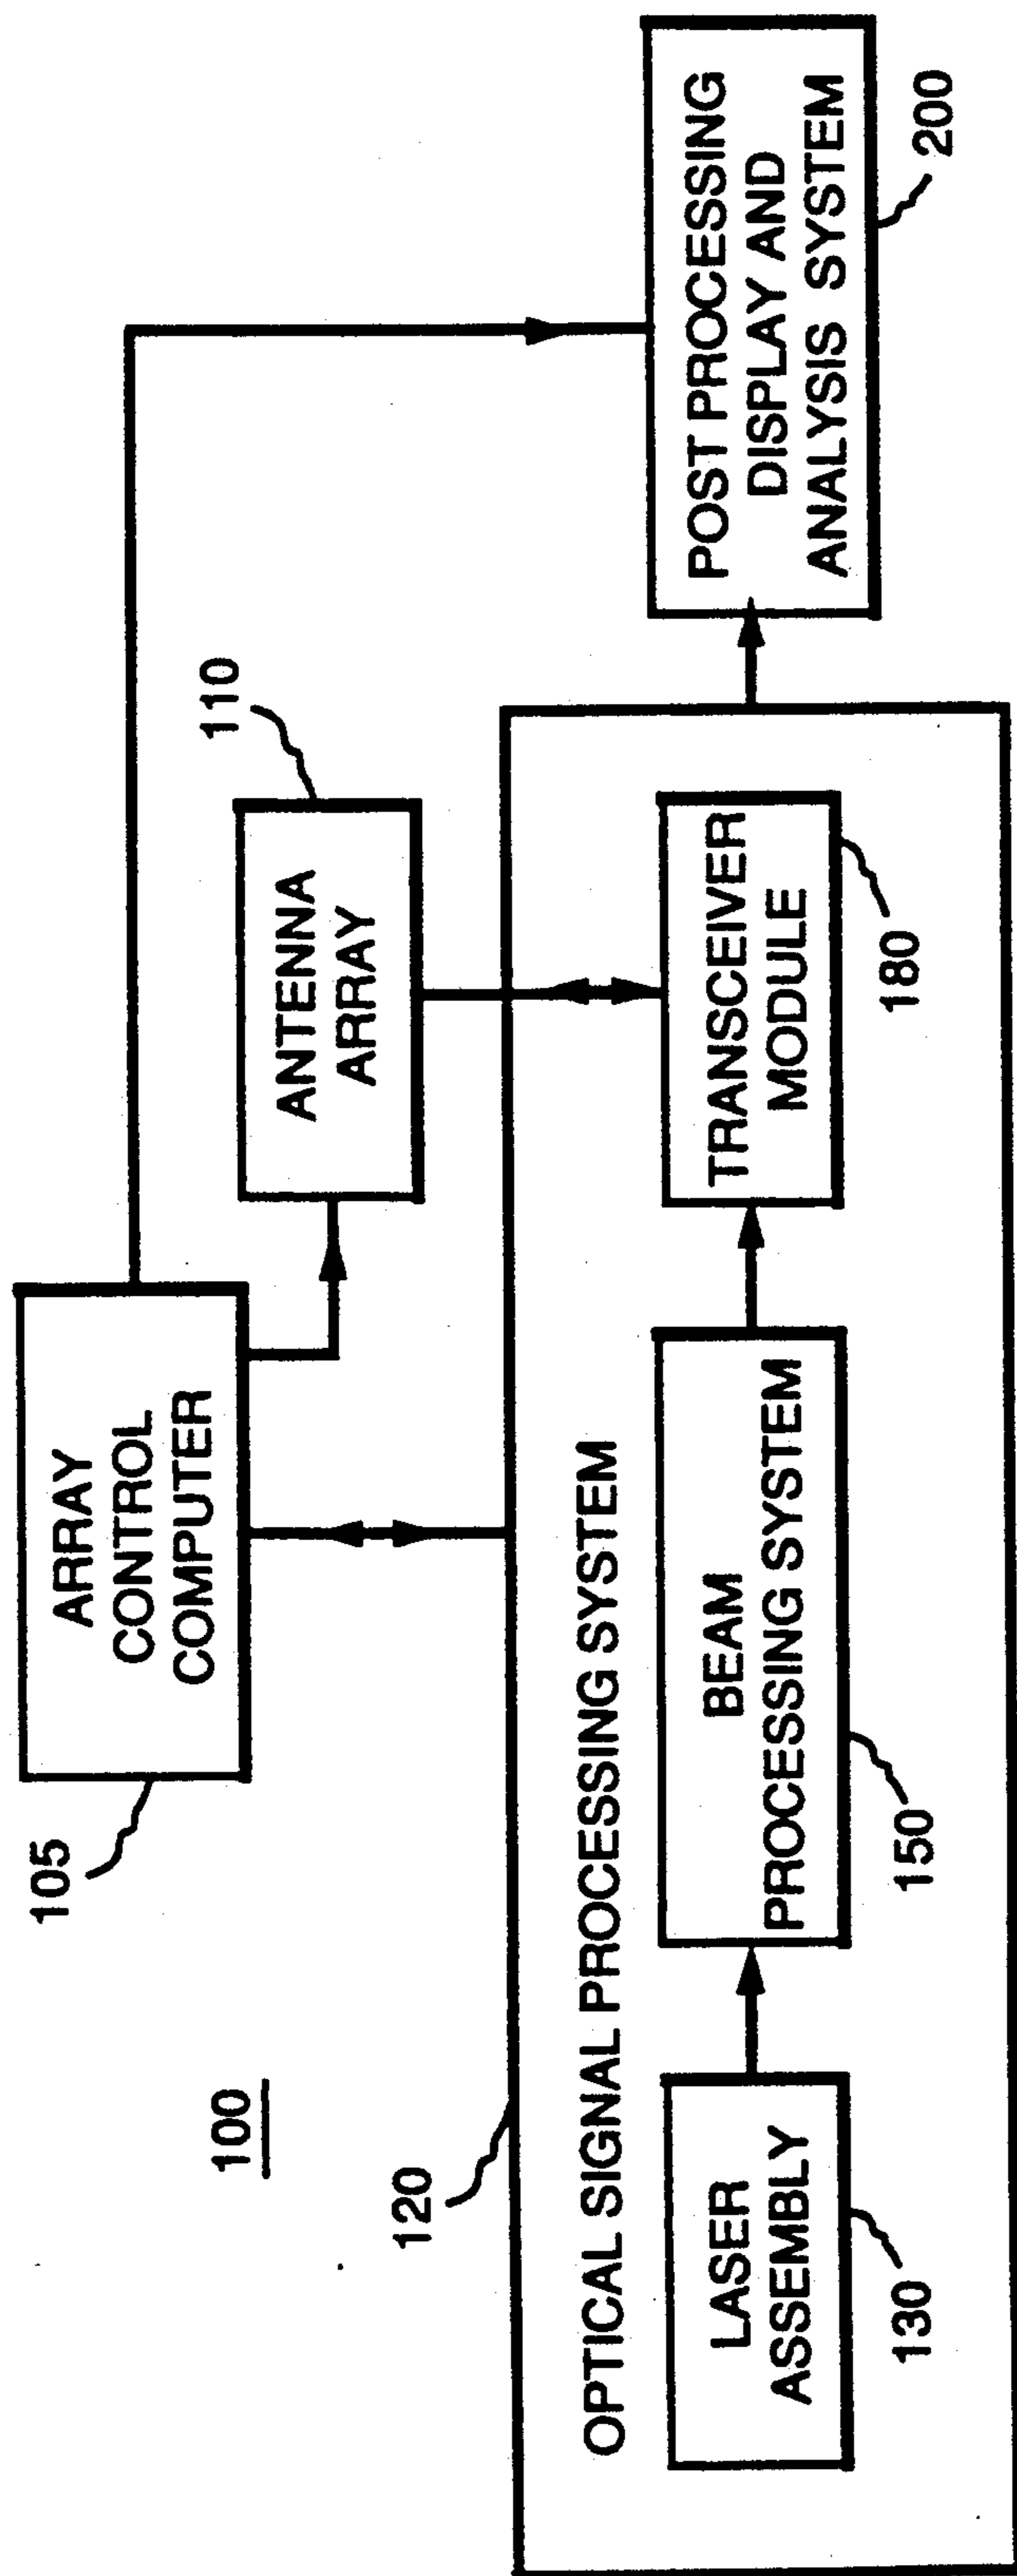 100
105
ARRAY
CONTROL
COMPUTER
110
ANTENNA
ARRAY
120
OPTICAL SIGNAL PROCESSING SYSTEM
LASER
ASSEMBLY
130
BEAM
PROCESSING SYSTEM
150
TRANSCEIVER
MODULE
180
POST PROCESSING
DISPLAY AND
ANALYSIS SYSTEM
200